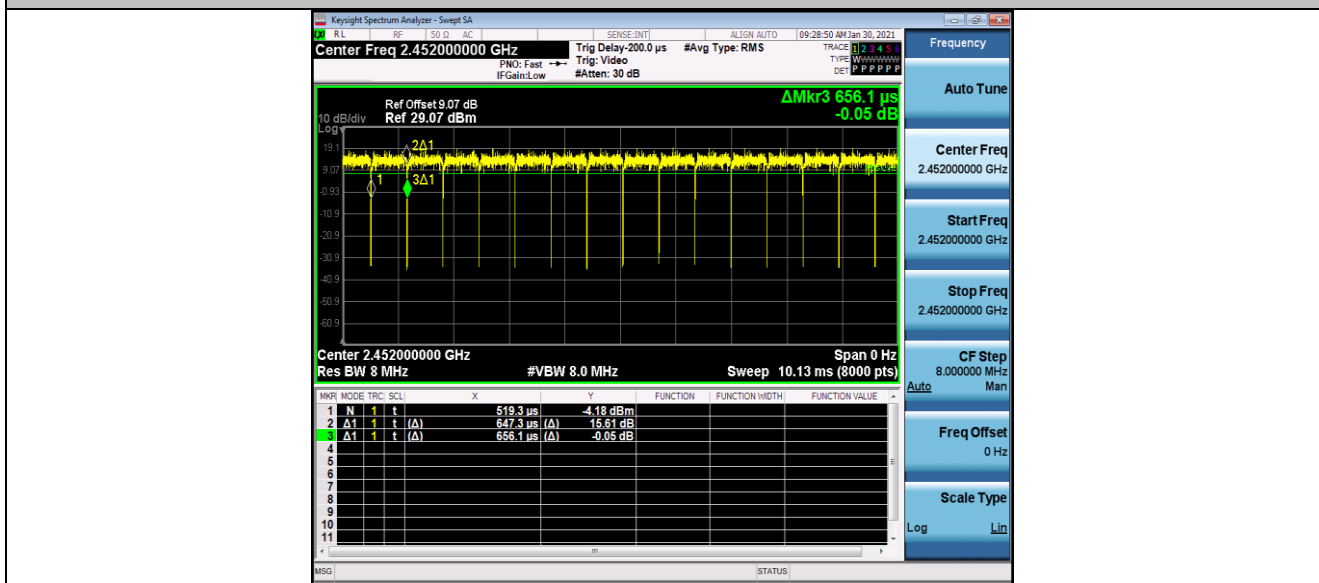 Keysight Spectrum Analyzer - Swept SA
RL RF 50 Ω AC SENSE:INT ALIGN AUTO 09:28:50 AM Jan 30, 2021
Center Freq 2.452000000 GHz
PNO: Fast
IFGain:Low
Trig Delay-200.0 µs
Trig: Video
#Atten: 30 dB
#Avg Type: RMS
TRACE 1 2 3 4 5 6
TYPE WWWWWW
DET P P P P P P
ΔMkr3 656.1 µs
-0.05 dB
Ref Offset 9.07 dB
10 dB/div Ref 29.07 dBm
Log
19.1
9.07
-0.93
-10.9
-20.9
-30.9
-40.9
-50.9
-60.9
2Δ1
1
3Δ1
Center 2.452000000 GHz Span 0 Hz
Res BW 8 MHz #VBW 8.0 MHz Sweep 10.13 ms (8000 pts)
MKR MODE TRC SCL X Y FUNCTION FUNCTION WIDTH FUNCTION VALUE
1 N 1 t 519.3 µs -4.18 dBm
2 Δ1 1 t (Δ) 647.3 µs (Δ) 15.61 dB
3 Δ1 1 t (Δ) 656.1 µs (Δ) -0.05 dB
4
5
6
7
8
9
10
11
MSG STATUS
Frequency
Auto Tune
Center Freq
2.452000000 GHz
Start Freq
2.452000000 GHz
Stop Freq
2.452000000 GHz
CF Step
8.000000 MHz
Auto Man
Freq Offset
0 Hz
Scale Type
Log Lin